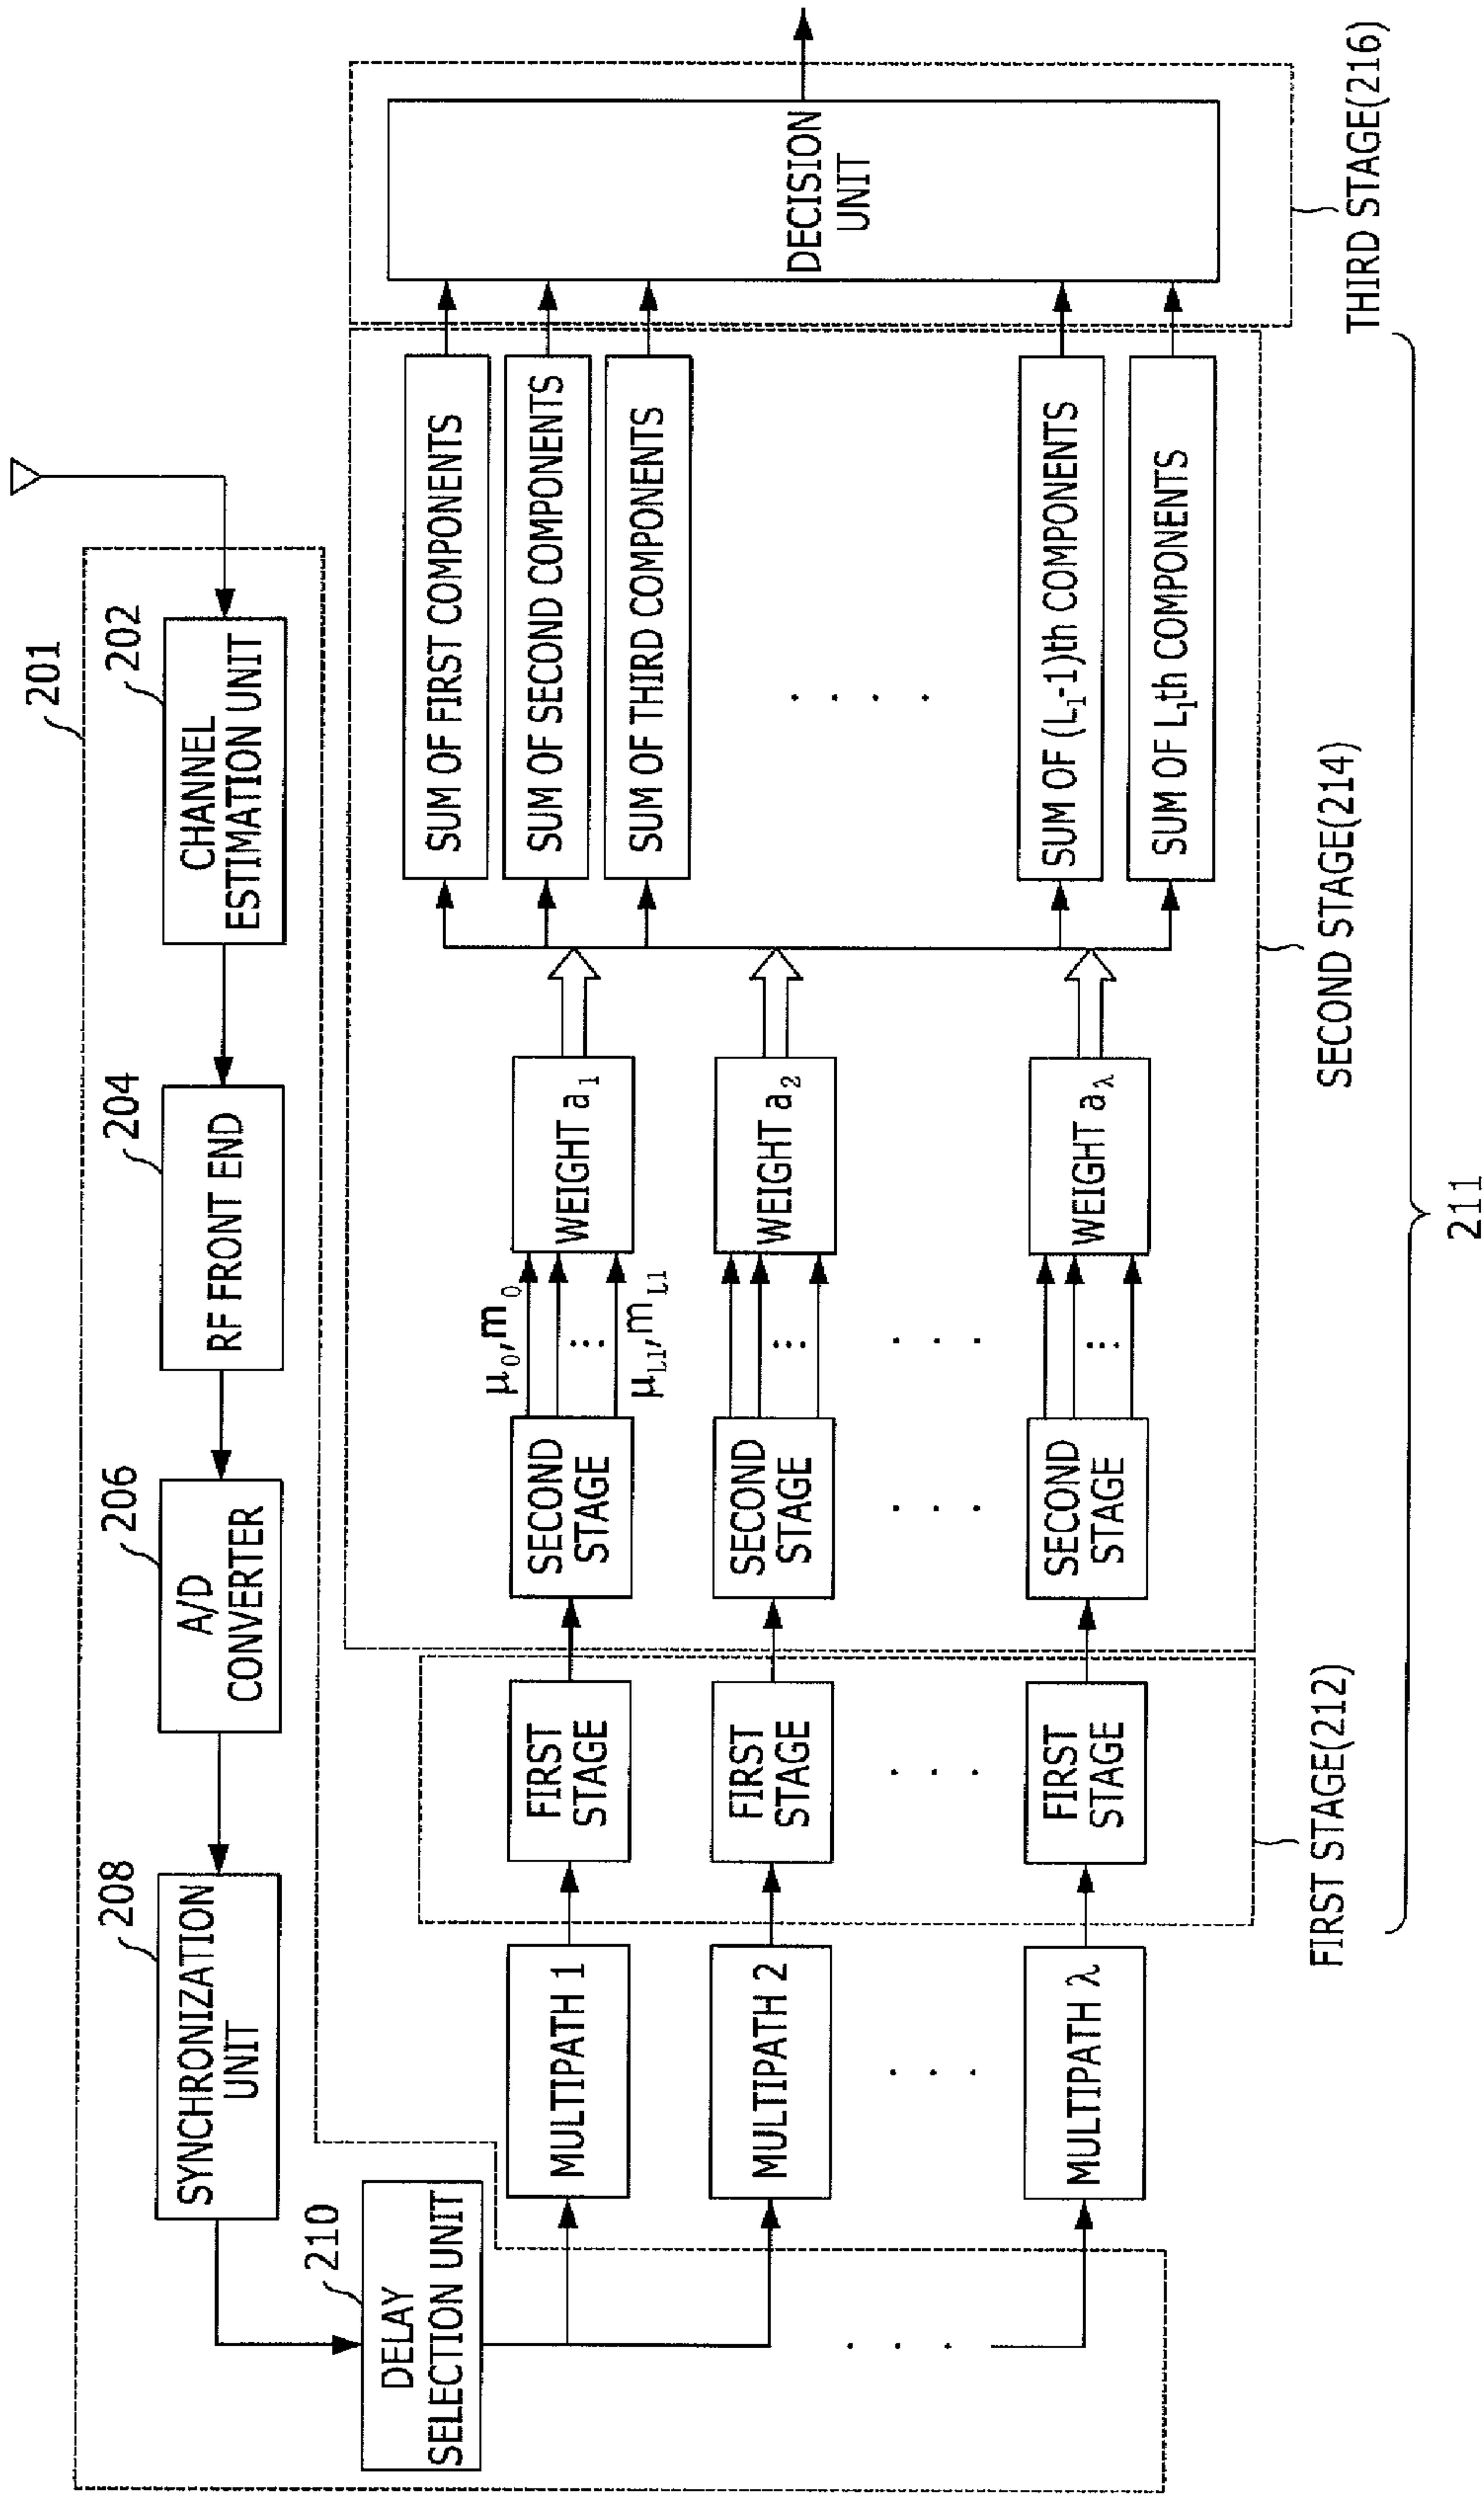 201
202
CHANNEL
ESTIMATION UNIT
204
RF FRONT END
206
A/D
CONVERTER
208
SYNCHRONIZATION
UNIT
210
DELAY
SELECTION UNIT
MULTIPATH 1
MULTIPATH 2
. . .
MULTIPATH λ
. . . .
FIRST
STAGE
FIRST
STAGE
. . .
FIRST
STAGE
FIRST STAGE(212)
SECOND
STAGE
SECOND
STAGE
. . .
SECOND
STAGE
μ0,m0
...
μL1,mL1
...
. . .
...
WEIGHT a1
WEIGHT a2
WEIGHT aλ
SUM OF FIRST COMPONENTS
SUM OF SECOND COMPONENTS
SUM OF THIRD COMPONENTS
. . . .
SUM OF (L1-1)th COMPONENTS
SUM OF L1th COMPONENTS
SECOND STAGE(214)
DECISION
UNIT
THIRD STAGE(216)
211